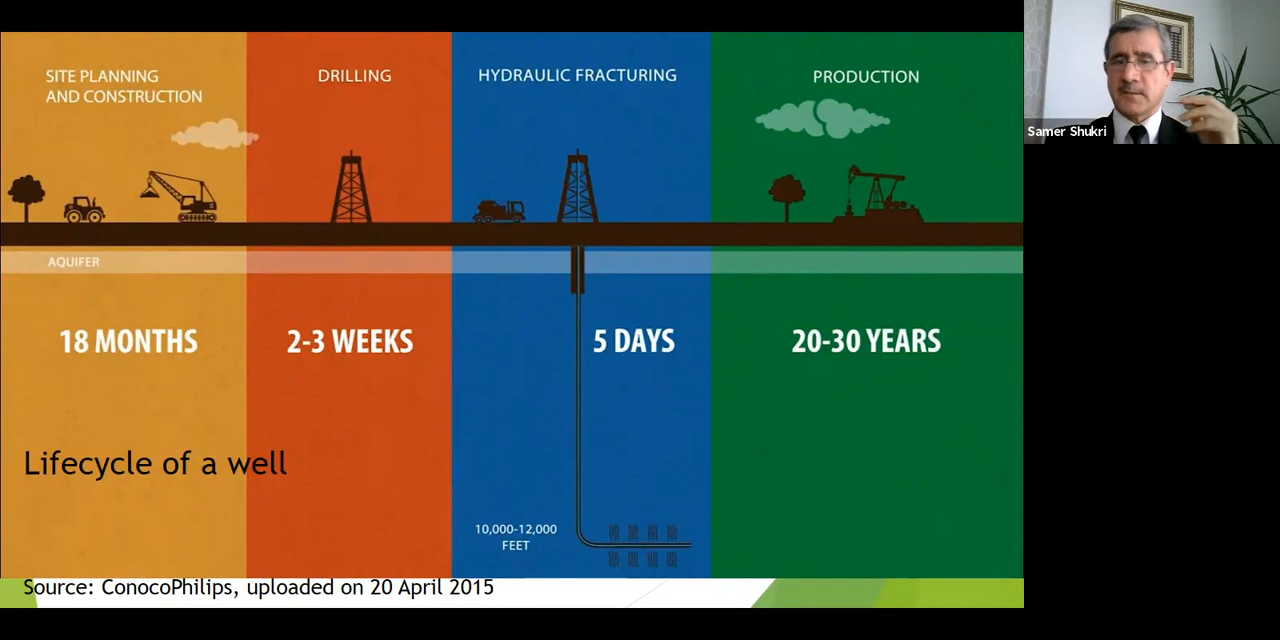 SITE PLANNING
AND CONSTRUCTION
DRILLING
HYDRAULIC FRACTURING
PRODUCTION
Samer Shukri
AQUIFER
18 MONTHS
2-3 WEEKS
5 DAYS
20-30 YEARS
Lifecycle of a well
10,000-12,000
FEET
Source: ConocoPhilips, uploaded on 20 April 2015